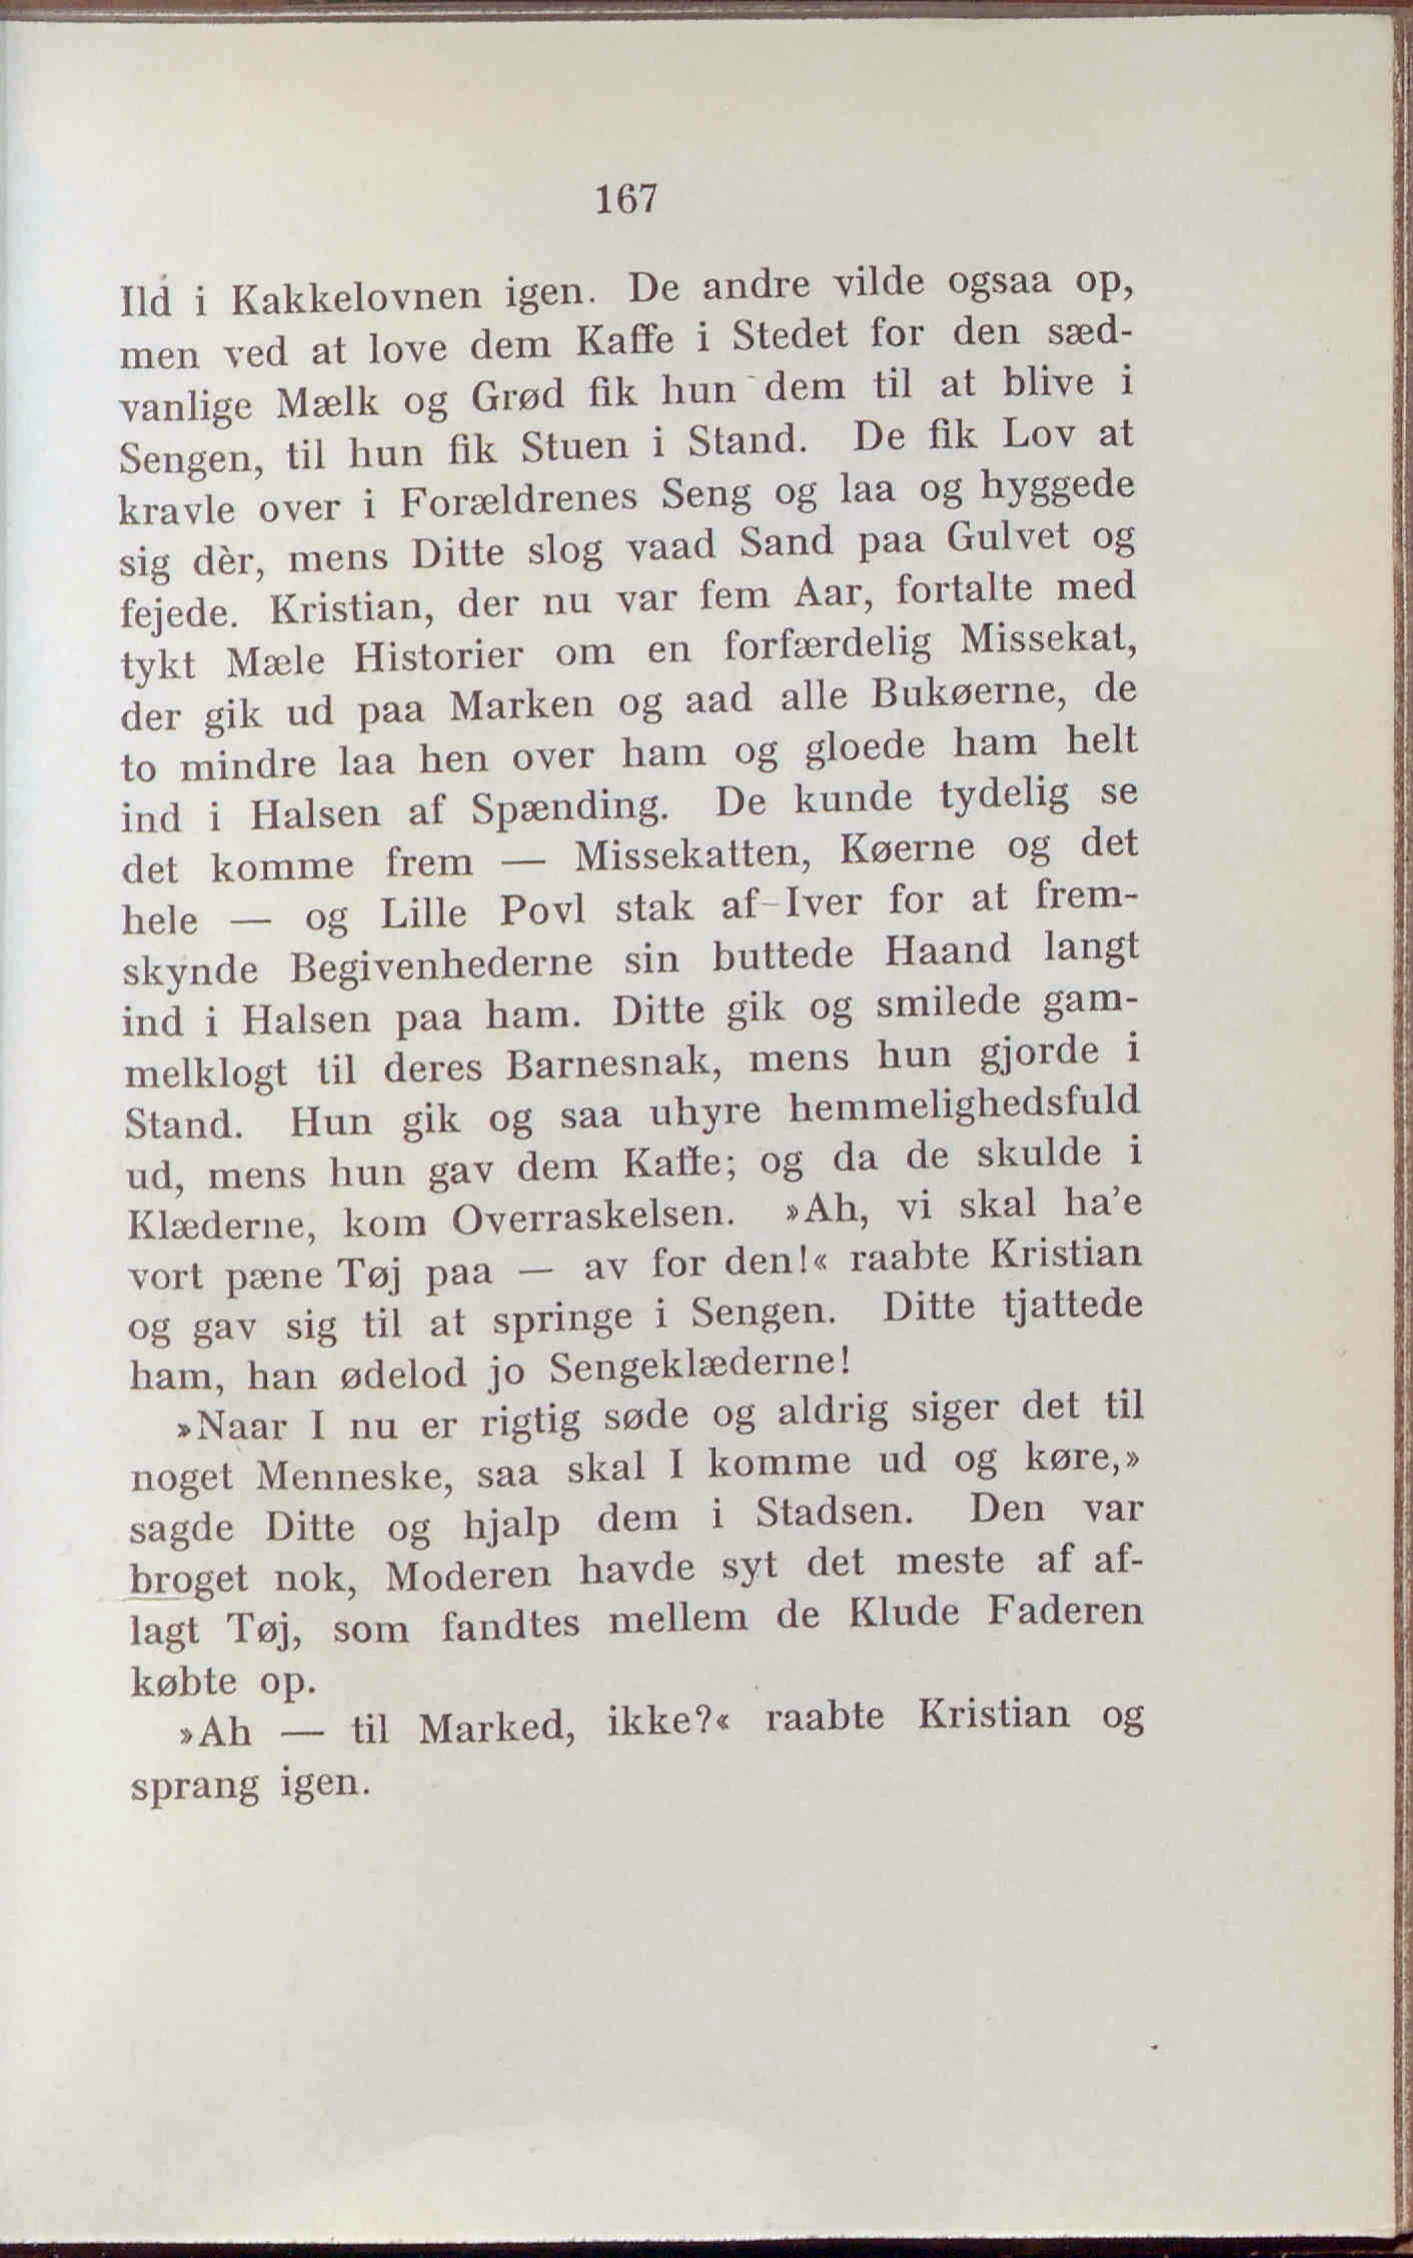 167
Ild i Kakkelovnen igen. De andre vilde ogsaa op,
men ved at love dem Kaffe i Stedet for den sæd-
vanlige Mælk og Grød fik hun dem til at blive i
Sengen, til hun fik Stuen i Stand. De fik Lov at
kravle over i Forældrenes Seng og laa og hyggede
sig dèr, mens Ditte slog vaad Sand paa Gulvet og
fejede. Kristian, der nu var fem Aar, fortalte med
tykt Mæle Historier om en forfærdelig Missekat,
der gik ud paa Marken og aad alle Bukøerne, de
to mindre laa hen over ham og gloede ham helt
ind i Halsen af Spænding. De kunde tydelig se
det komme frem — Missekatten, Køerne og det
hele — og Lille Povl stak af Iver for at frem-
skynde Begivenhederne sin buttede Haand langt
ind i Halsen paa ham. Ditte gik og smilede gam-
melklogt til deres Barnesnak, mens hun gjorde i
Stand. Hun gik og saa uhyre hemmelighedsfuld
ud, mens hun gav dem Kaffe; og da de skulde i
Klæderne, kom Overraskelsen. »Ah, vi skal ha'e
vort pæne Tøj paa — av for den!« raabte Kristian
og gav sig til at springe i Sengen. Ditte tjattede
ham, han ødelod jo Sengeklæderne!
»Naar I nu er rigtig søde og aldrig siger det til
noget Menneske, saa skal I komme ud og køre,»
sagde Ditte og hjalp dem i Stadsen. Den var
broget nok, Moderen havde syt det meste af af-
lagt Tøj, som fandtes mellem de Klude Faderen
købte op.
»Ah — til Marked, ikke?« raabte Kristian og
sprang igen.